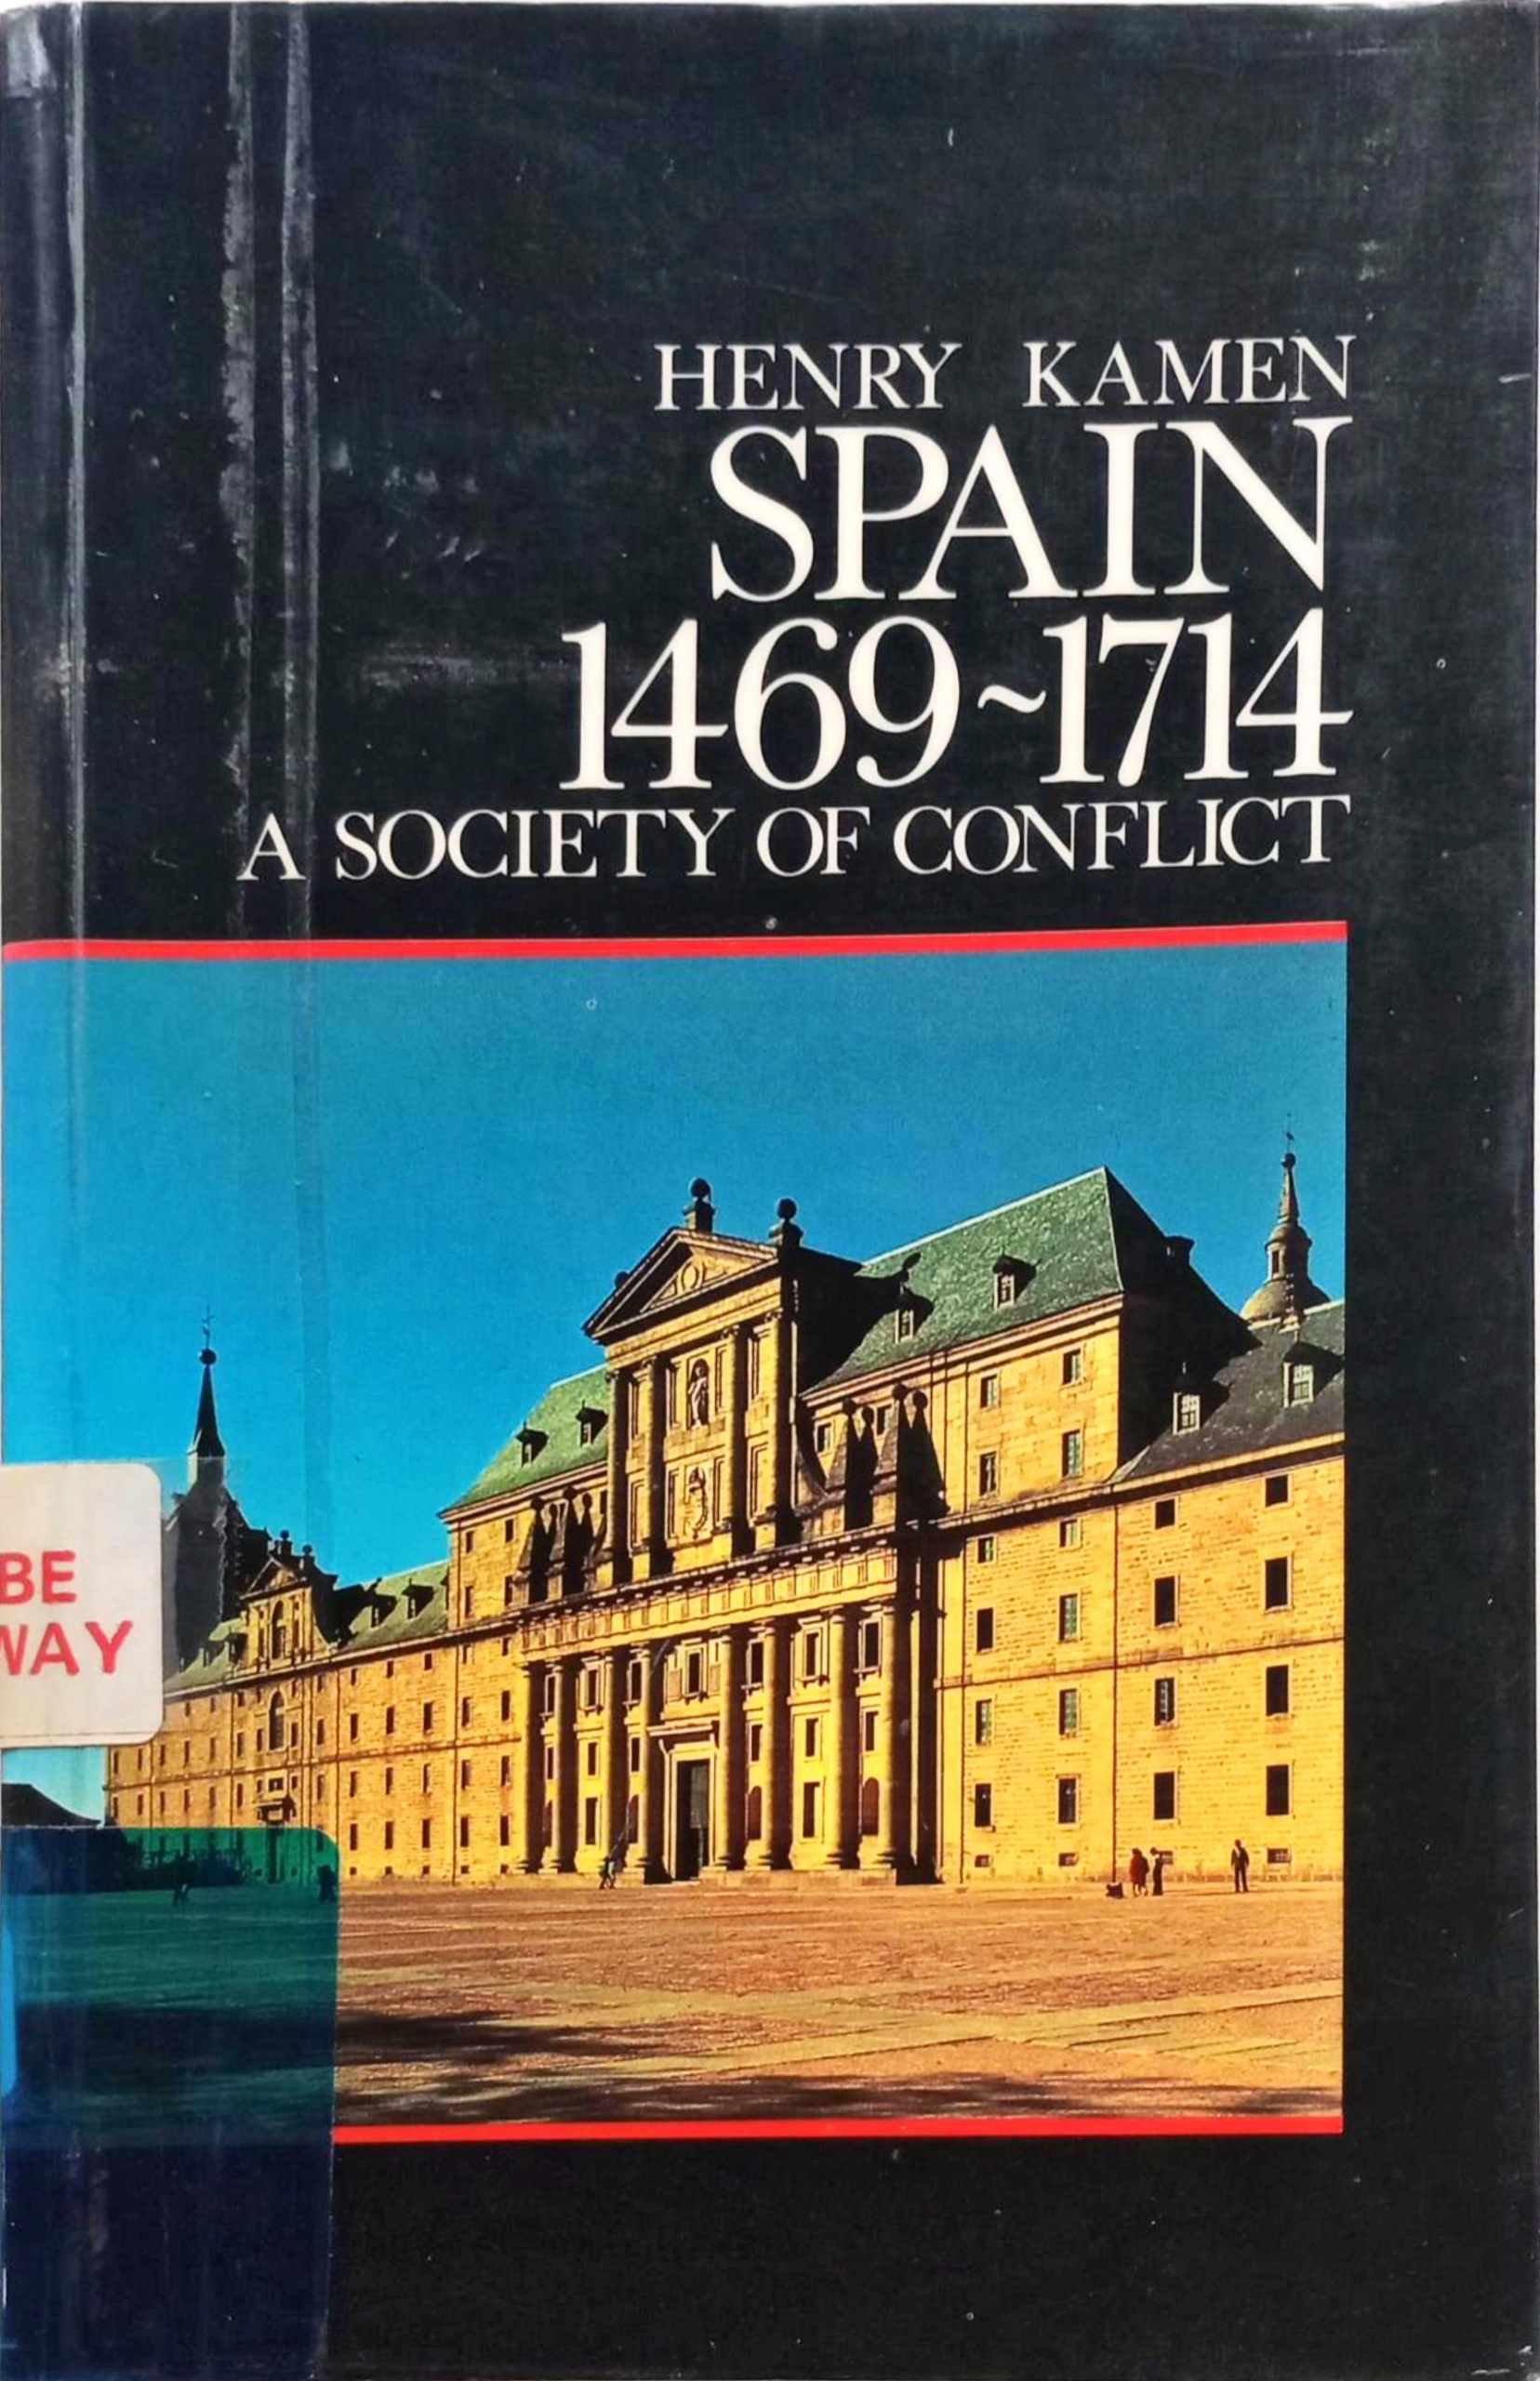 HENRY KAMEN
SPAIN
1469~1714
A SOCIETY OF CONFLICT
BE
WAY